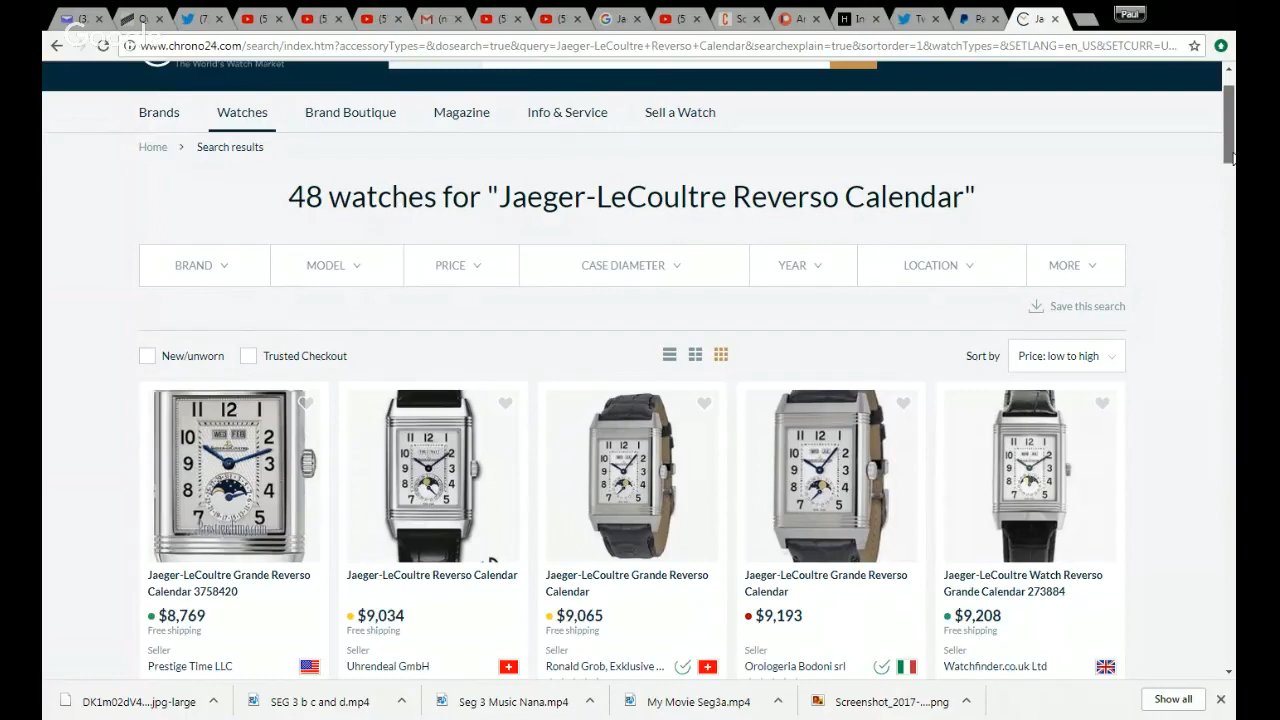 Paul
www.chrono24.com/search/index.htm?accessoryTypes=&dosearch=true&query=Jaeger-LeCoultre+Reverso+Calendar&searchexplain=true&sortorder=1&watchTypes=&SETLANG=en_US&SETCURR=U...
The World's Watch Market
Brands Watches Brand Boutique Magazine Info & Service Sell a Watch
Home > Search results
48 watches for "Jaeger-LeCoultre Reverso Calendar"
BRAND MODEL PRICE CASE DIAMETER YEAR LOCATION MORE
Save this search
New/unworn Trusted Checkout Sort by Price: low to high
Jaeger-LeCoultre Grande Reverso Calendar 3758420
$8,769
Free shipping
Seller
Prestige Time LLC
Jaeger-LeCoultre Reverso Calendar
$9,034
Free shipping
Seller
Uhrendeal GmbH
Jaeger-LeCoultre Grande Reverso Calendar
$9,065
Free shipping
Seller
Ronald Grob, Exklusive ...
Jaeger-LeCoultre Grande Reverso Calendar
$9,193
Seller
Orologeria Bodoni srl
Jaeger-LeCoultre Watch Reverso Grande Calendar 273884
$9,208
Free shipping
Seller
Watchfinder.co.uk Ltd
DK1m02dV4....jpg-large SEG 3 b c and d.mp4 Seg 3 Music Nana.mp4 My Movie Seg3a.mp4 Screenshot_2017-....png Show all